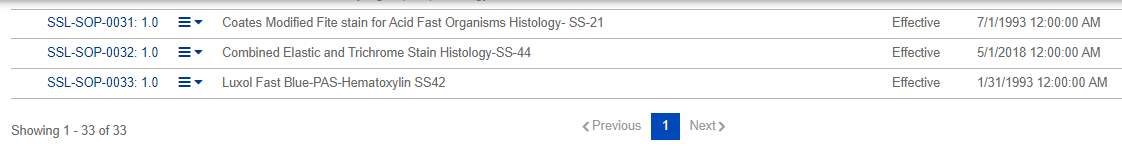 SSL-SOP-0031: 1.0 Coates Modified Fite stain for Acid Fast Organisms Histology- SS-21 Effective 7/1/1993 12:00:00 AM
SSL-SOP-0032: 1.0 Combined Elastic and Trichrome Stain Histology-SS-44 Effective 5/1/2018 12:00:00 AM
SSL-SOP-0033: 1.0 Luxol Fast Blue-PAS-Hematoxylin SS42 Effective 1/31/1993 12:00:00 AM
Showing 1 - 33 of 33 Previous 1 Next